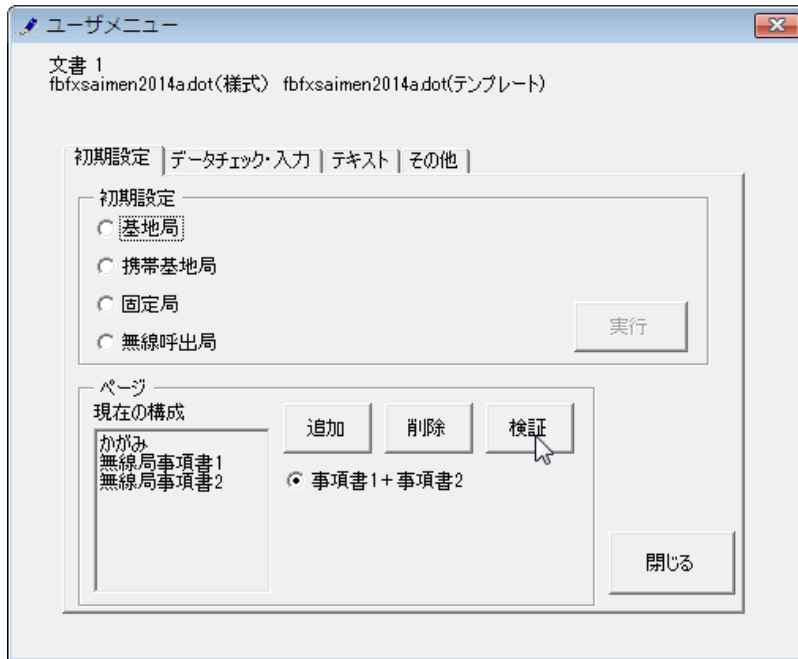 ユーザメニュー
文書 1
fbfxsaimen2014a.dot(様式) fbfxsaimen2014a.dot(テンプレート)
初期設定 データチェック・入力 テキスト その他
初期設定
基地局
携帯基地局
固定局
無線呼出局
実行
ページ
現在の構成
かがみ
無線局事項書1
無線局事項書2
追加 削除 検証
事項書1+事項書2
閉じる